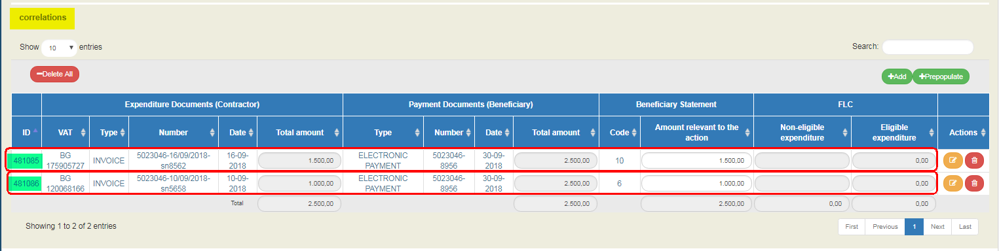 correlations
Show 10 entries Search:
Delete All Add Prepopulate
Expenditure Documents (Contractor) Payment Documents (Beneficiary) Beneficiary Statement FLC
ID VAT Type Number Date Total amount Type Number Date Total amount Code Amount relevant to the action Non-eligible expenditure Eligible expenditure Actions
481085 BG 175905727 INVOICE 5023046-16/09/2018-sn8562 16-09-2018 1.500,00 ELECTRONIC PAYMENT 5023046-8956 30-09-2018 2.500,00 10 1.500,00 0,00
481086 BG 120068166 INVOICE 5023046-10/09/2018-sn5658 10-09-2018 1.000,00 ELECTRONIC PAYMENT 5023046-8956 30-09-2018 2.500,00 6 1.000,00 0,00
Total 2.500,00 2.500,00 2.500,00 0,00 0,00
Showing 1 to 2 of 2 entries First Previous 1 Next Last